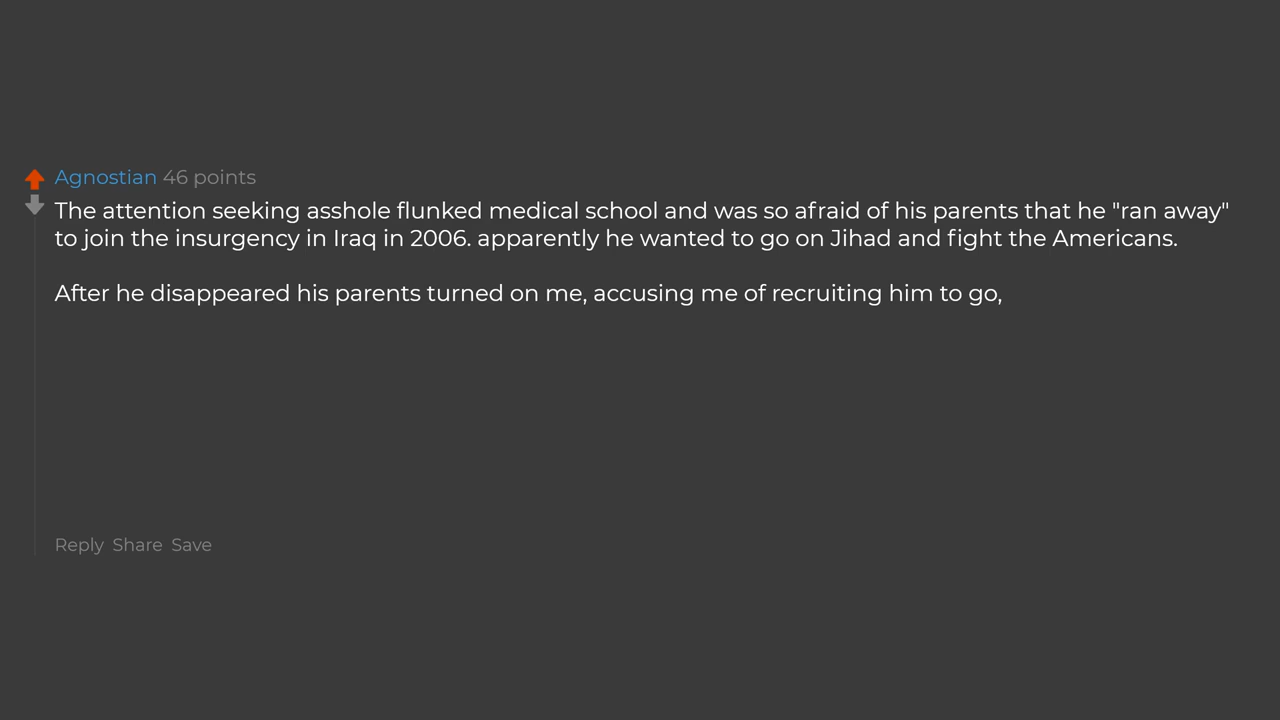 Agnostian 46 points
The attention seeking asshole flunked medical school and was so afraid of his parents that he "ran away"
to join the insurgency in Iraq in 2006. apparently he wanted to go on Jihad and fight the Americans.
After he disappeared his parents turned on me, accusing me of recruiting him to go,
Reply Share Save